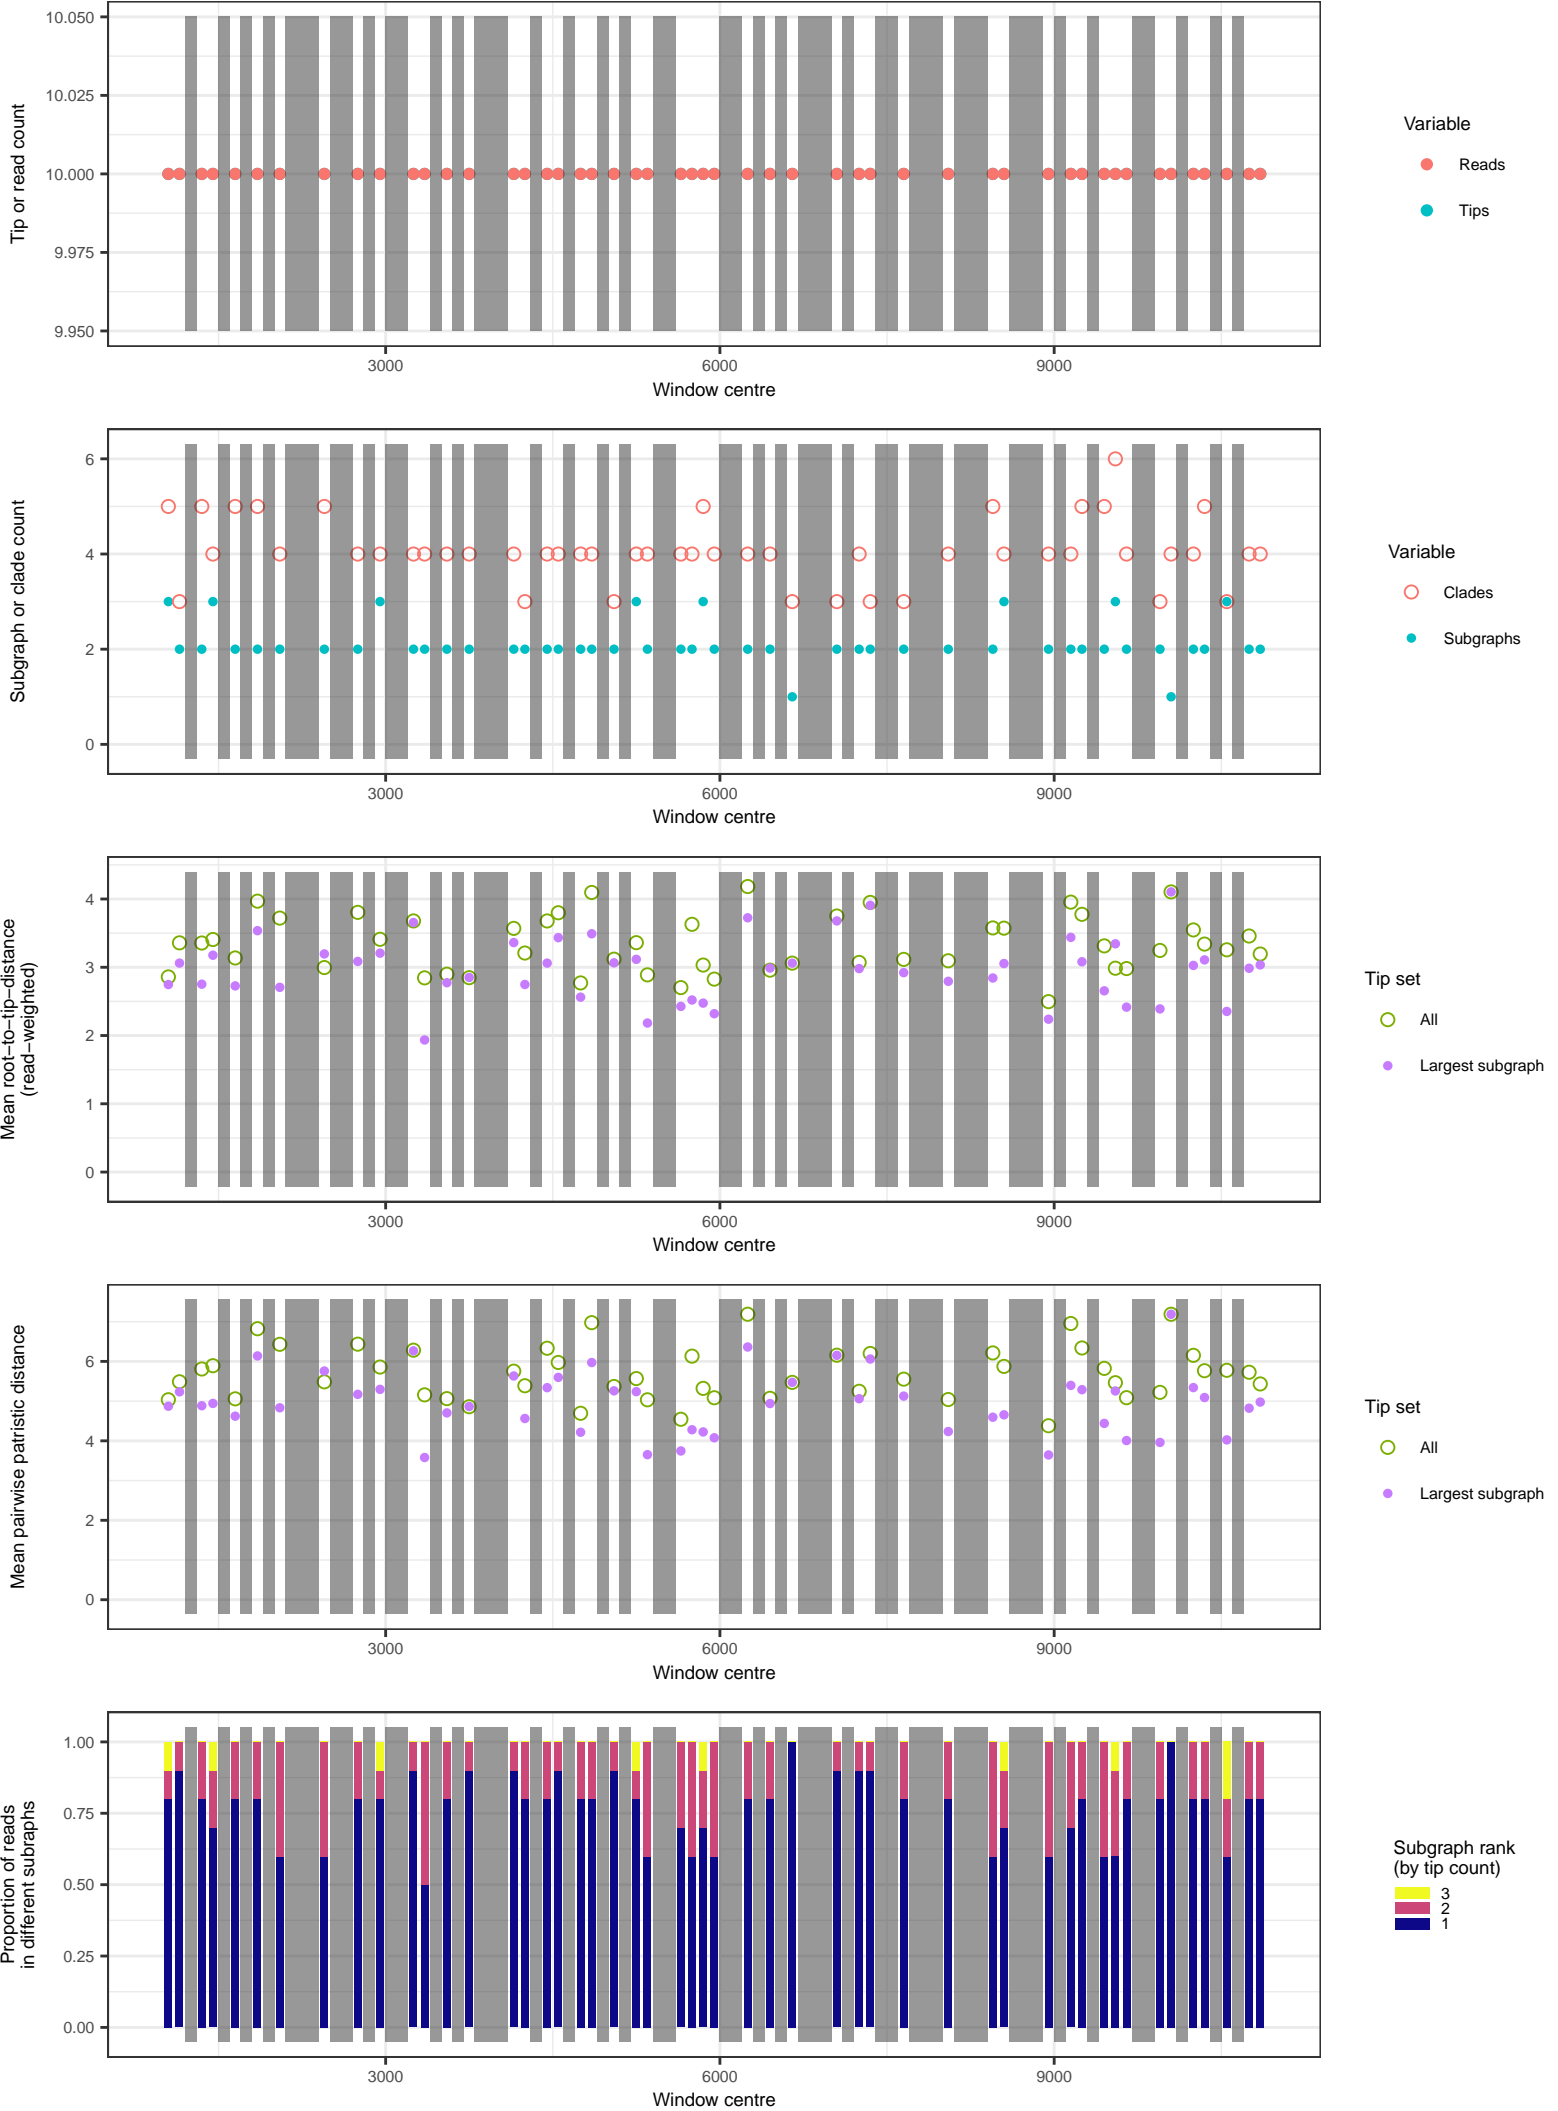 10.050
10.025
10.000
9.975
9.950
Tip or read count
3000
6000
9000
Window centre
Variable
Reads
Tips
6
4
2
0
Subgraph or clade count
3000
6000
9000
Window centre
Variable
Clades
Subgraphs
4
3
2
1
0
Mean root−to−tip−distance
(read−weighted)
3000
6000
9000
Window centre
Tip set
All
Largest subgraph
6
4
2
0
Mean pairwise patristic distance
3000
6000
9000
Window centre
Tip set
All
Largest subgraph
1.00
0.75
0.50
0.25
0.00
Proportion of reads
in different subraphs
3000
6000
9000
Window centre
Subgraph rank
(by tip count)
3
2
1